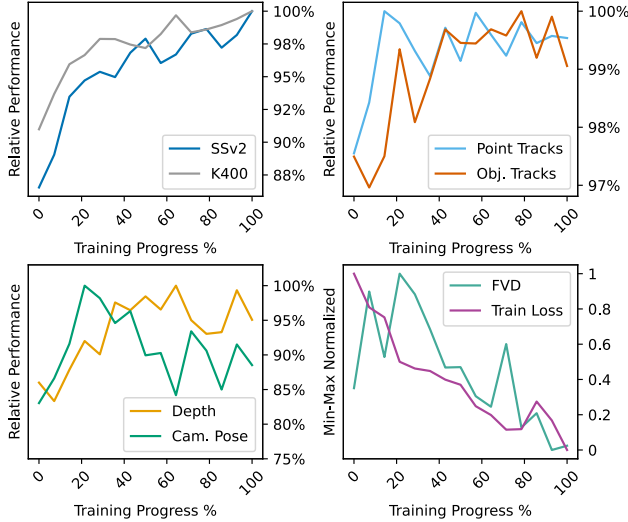 Relative Performance
100%
98%
95%
92%
90%
88%
SSv2
K400
0 20 40 60 80 100
Training Progress %
Relative Performance
100%
99%
98%
97%
Point Tracks
Obj. Tracks
0 20 40 60 80 100
Training Progress %
Relative Performance
100%
95%
90%
85%
80%
75%
Depth
Cam. Pose
0 20 40 60 80 100
Training Progress %
Min-Max Normalized
1
0.8
0.6
0.4
0.2
0
FVD
Train Loss
0 20 40 60 80 100
Training Progress %